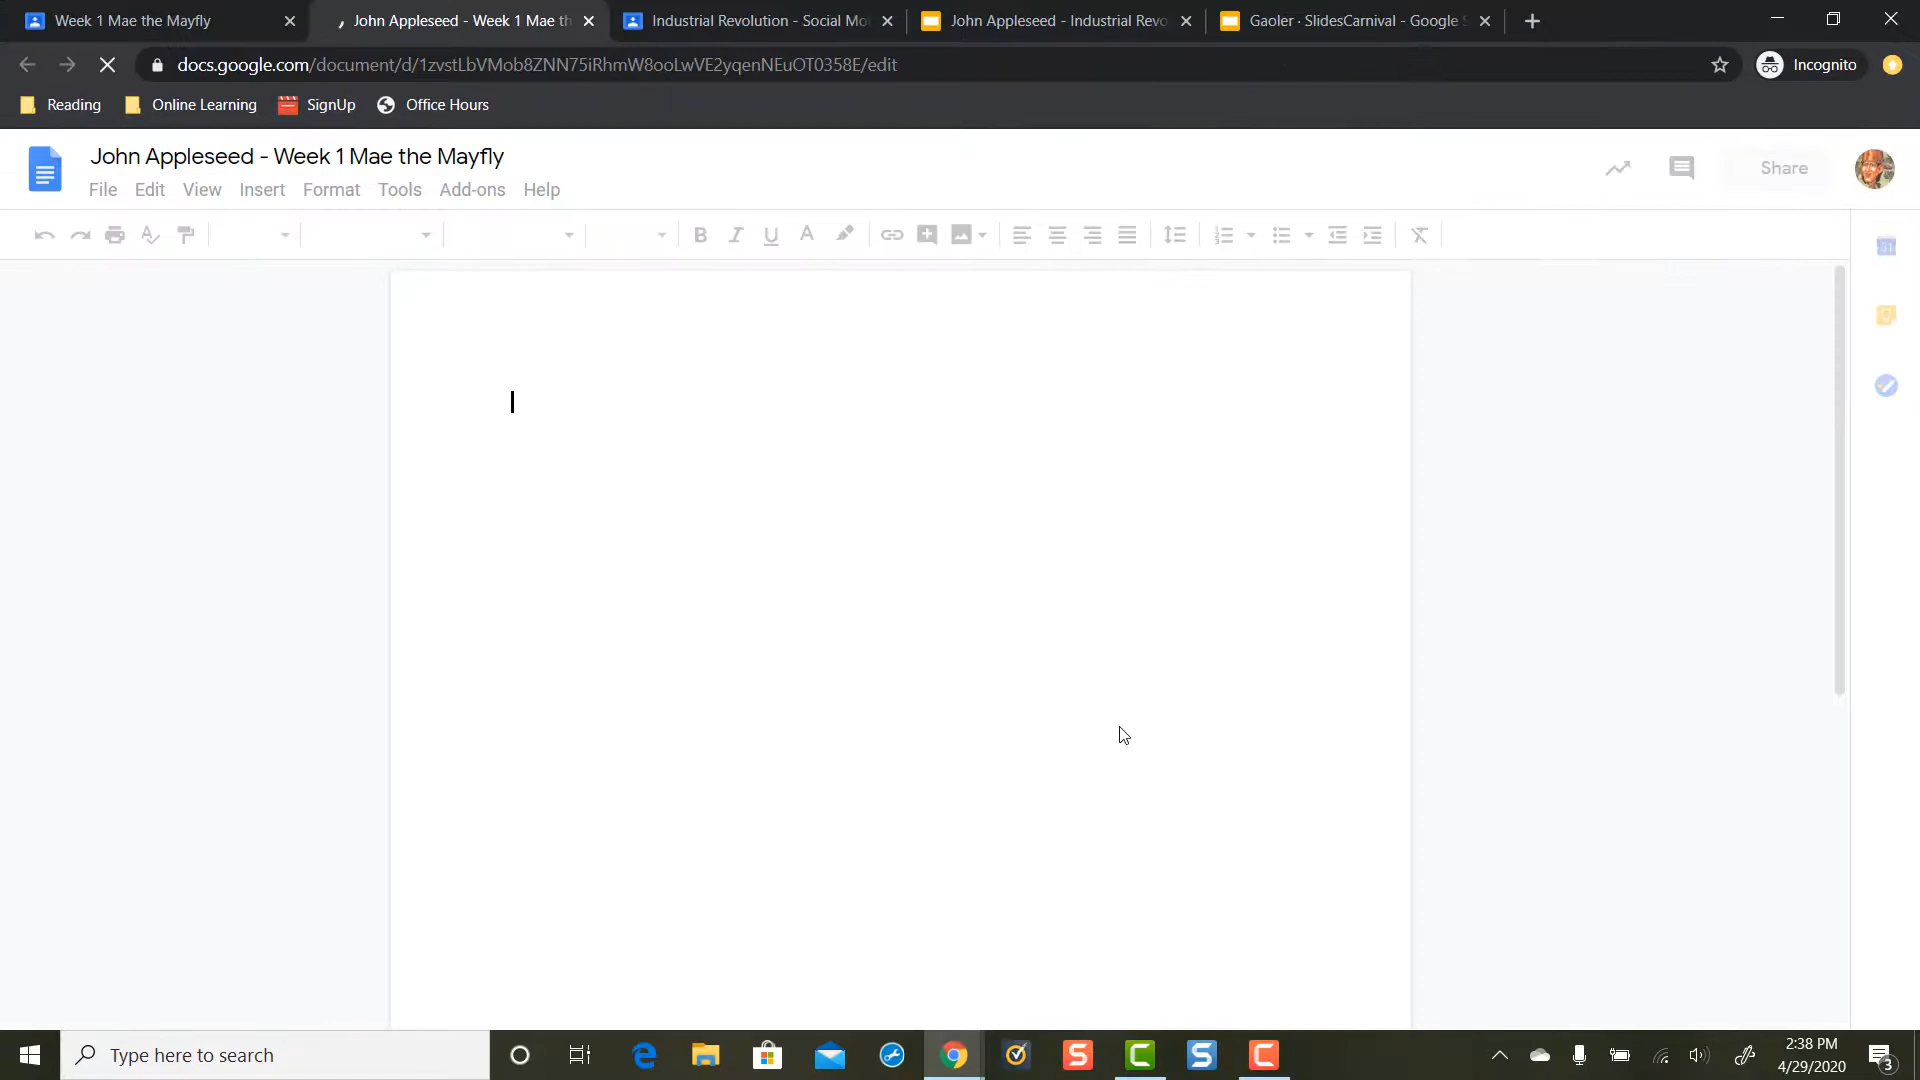 Week 1 Mae the Mayfly
John Appleseed - Week 1 Mae th
Industrial Revolution - Social Mo
John Appleseed - Industrial Revo
Gaoler · SlidesCarnival - Google S
docs.google.com/document/d/1zvstLbVMob8ZNN75iRhmW8ooLwVE2yqenNEuOT0358E/edit
Incognito
Reading
Online Learning
SignUp
Office Hours
John Appleseed - Week 1 Mae the Mayfly
File Edit View Insert Format Tools Add-ons Help
Share
Type here to search
2:38 PM
4/29/2020
3